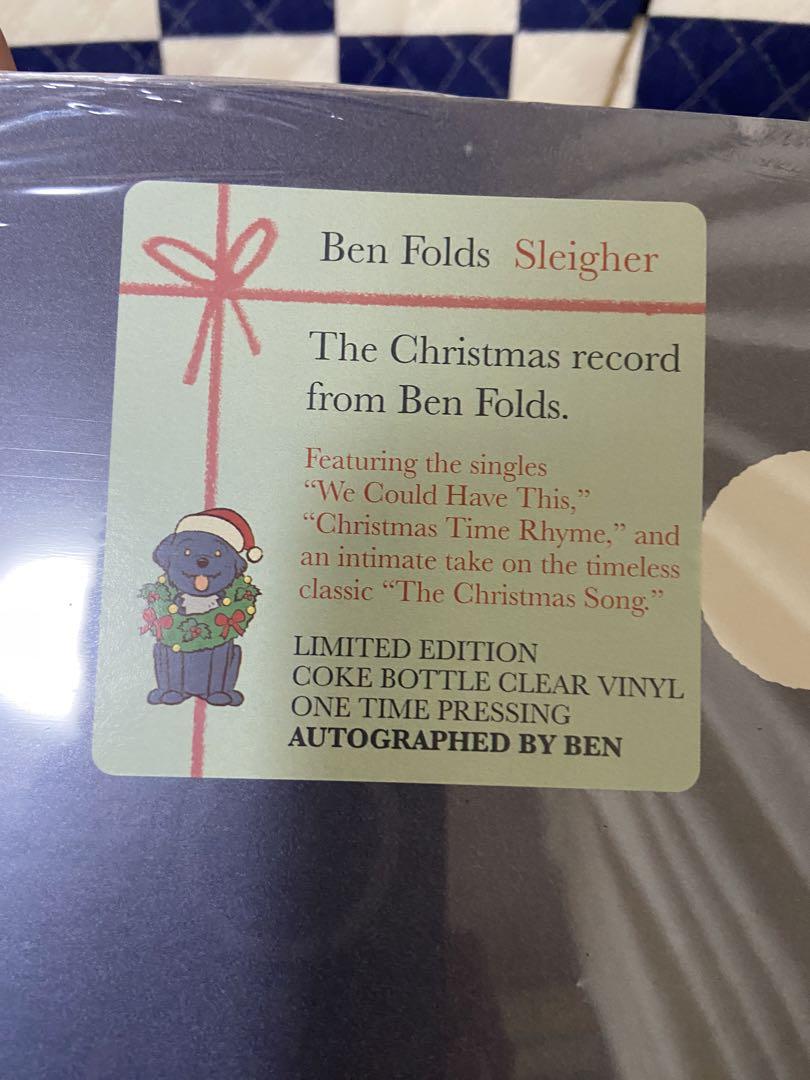 Ben Folds Sleigher
The Christmas record
from Ben Folds.
Featuring the singles
“We Could Have This,”
“Christmas Time Rhyme,” and
an intimate take on the timeless
classic “The Christmas Song.”
LIMITED EDITION
COKE BOTTLE CLEAR VINYL
ONE TIME PRESSING
AUTOGRAPHED BY BEN